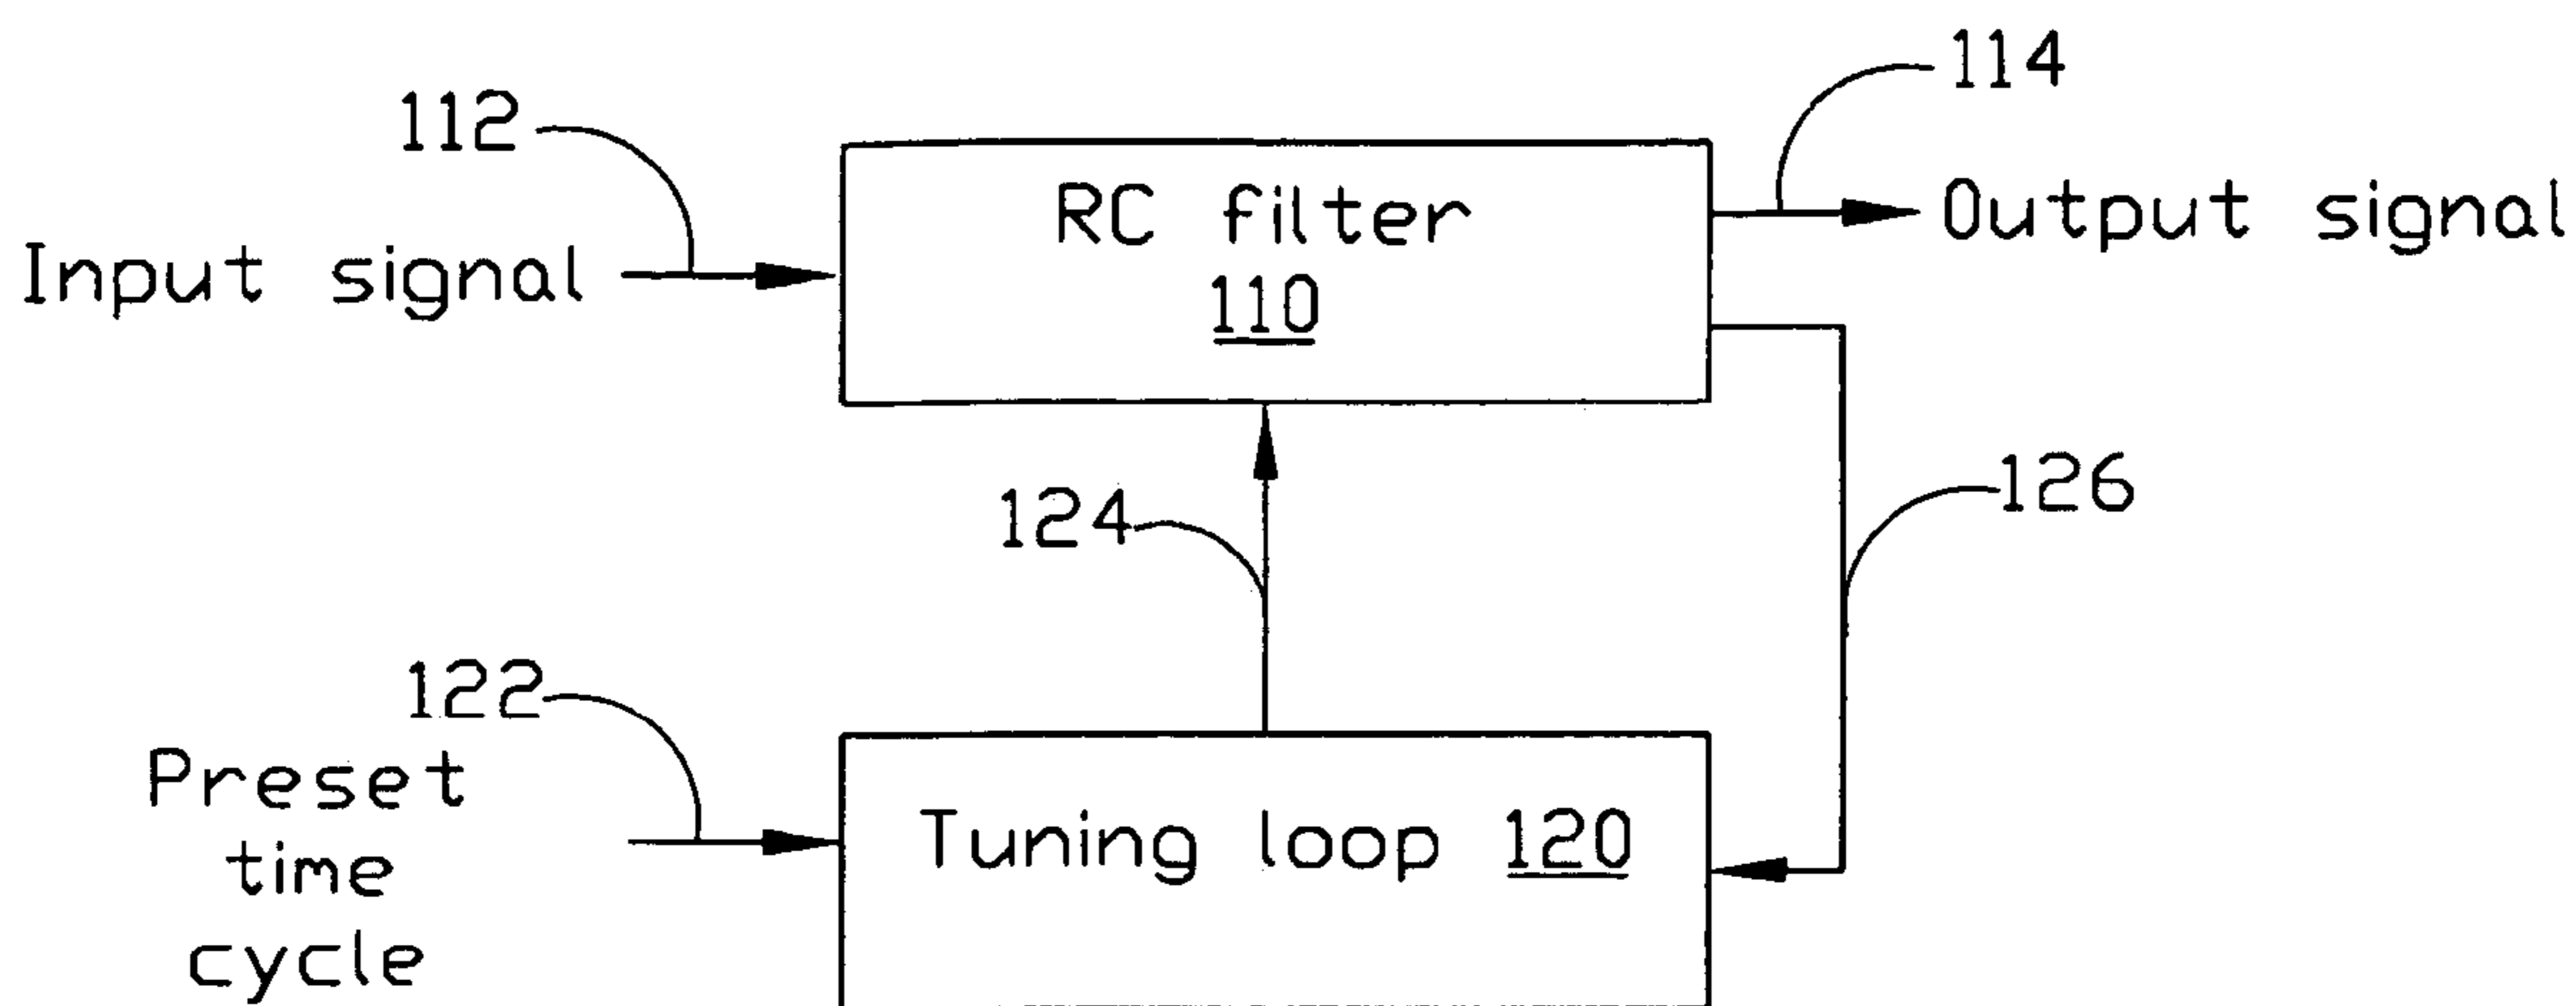 114
112
RC filter
Output signal
Input signal
110
126
124
122
Preset
time
cycle
Tuning loop 120